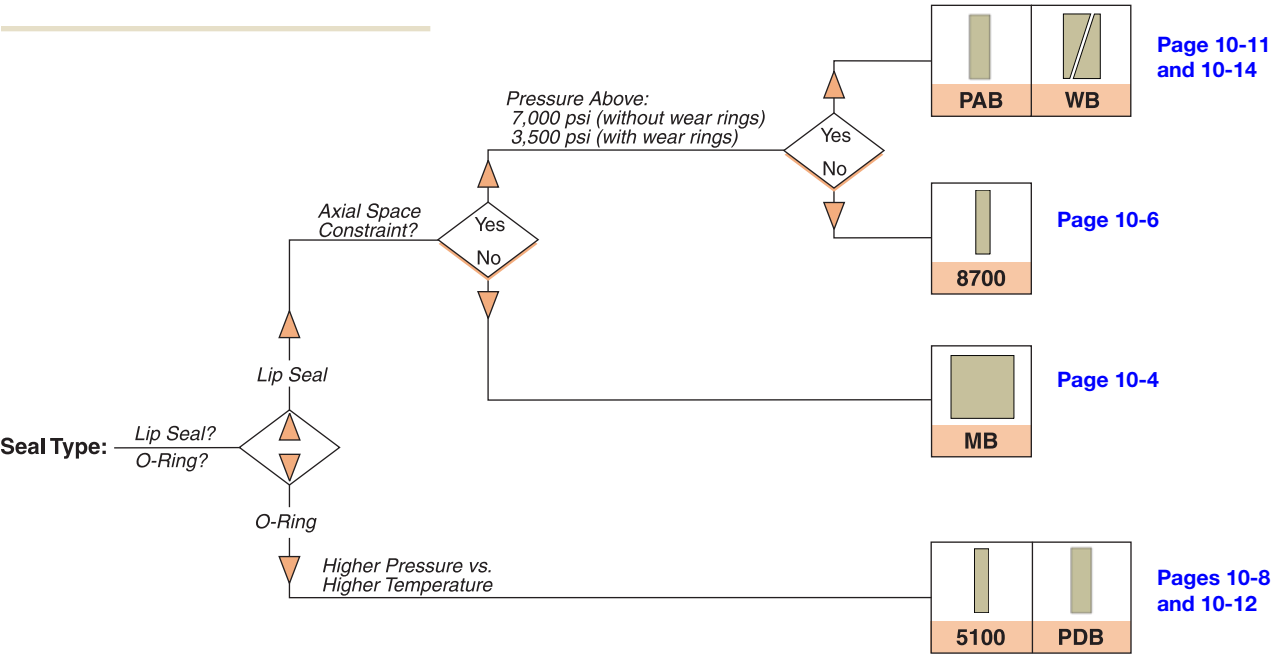 PAB
WB
Page 10-11
and 10-14
Pressure Above:
7,000 psi (without wear rings)
3,500 psi (with wear rings)
Yes
No
8700
Page 10-6
Axial Space
Constraint?
Yes
No
MB
Page 10-4
Lip Seal
Seal Type:
Lip Seal?
O-Ring?
O-Ring
Higher Pressure vs.
Higher Temperature
5100
PDB
Pages 10-8
and 10-12